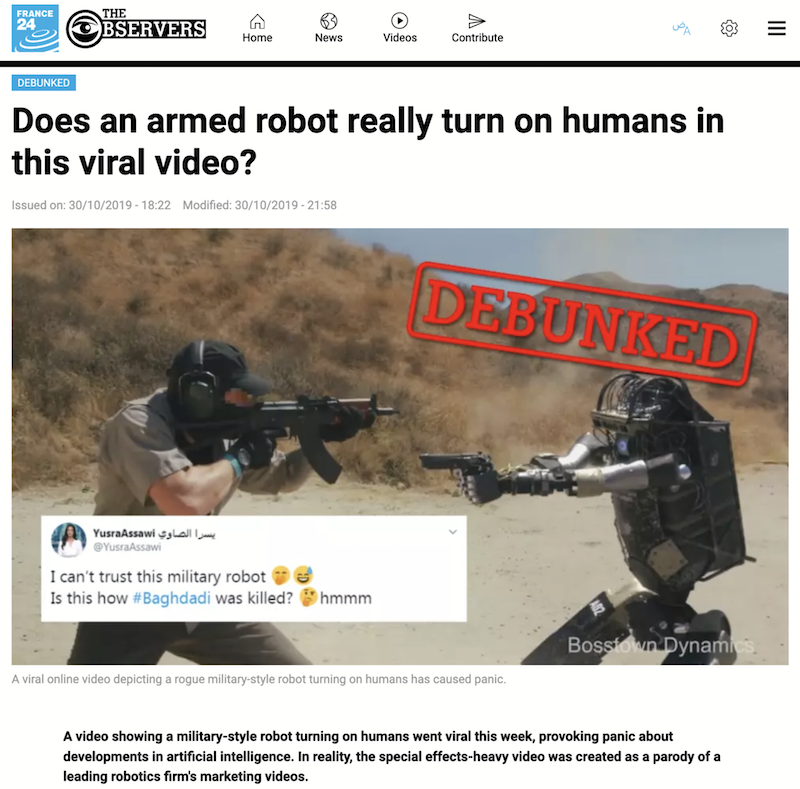 FRANCE
24
THE
OBSERVERS
Home
News
Videos
Contribute
DEBUNKED
Does an armed robot really turn on humans in
this viral video?
Issued on: 30/10/2019 - 18:22 Modified: 30/10/2019 - 21:58
DEBUNKED
YusraAssawi يسرا الصاوي
@YusraAssawi
I can't trust this military robot 🤭😅
Is this how #Baghdadi was killed? 🤔hmmm
Bosstown Dynamics
A viral online video depicting a rogue military-style robot turning on humans has caused panic.
A video showing a military-style robot turning on humans went viral this week, provoking panic about
developments in artificial intelligence. In reality, the special effects-heavy video was created as a parody of a
leading robotics firm's marketing videos.